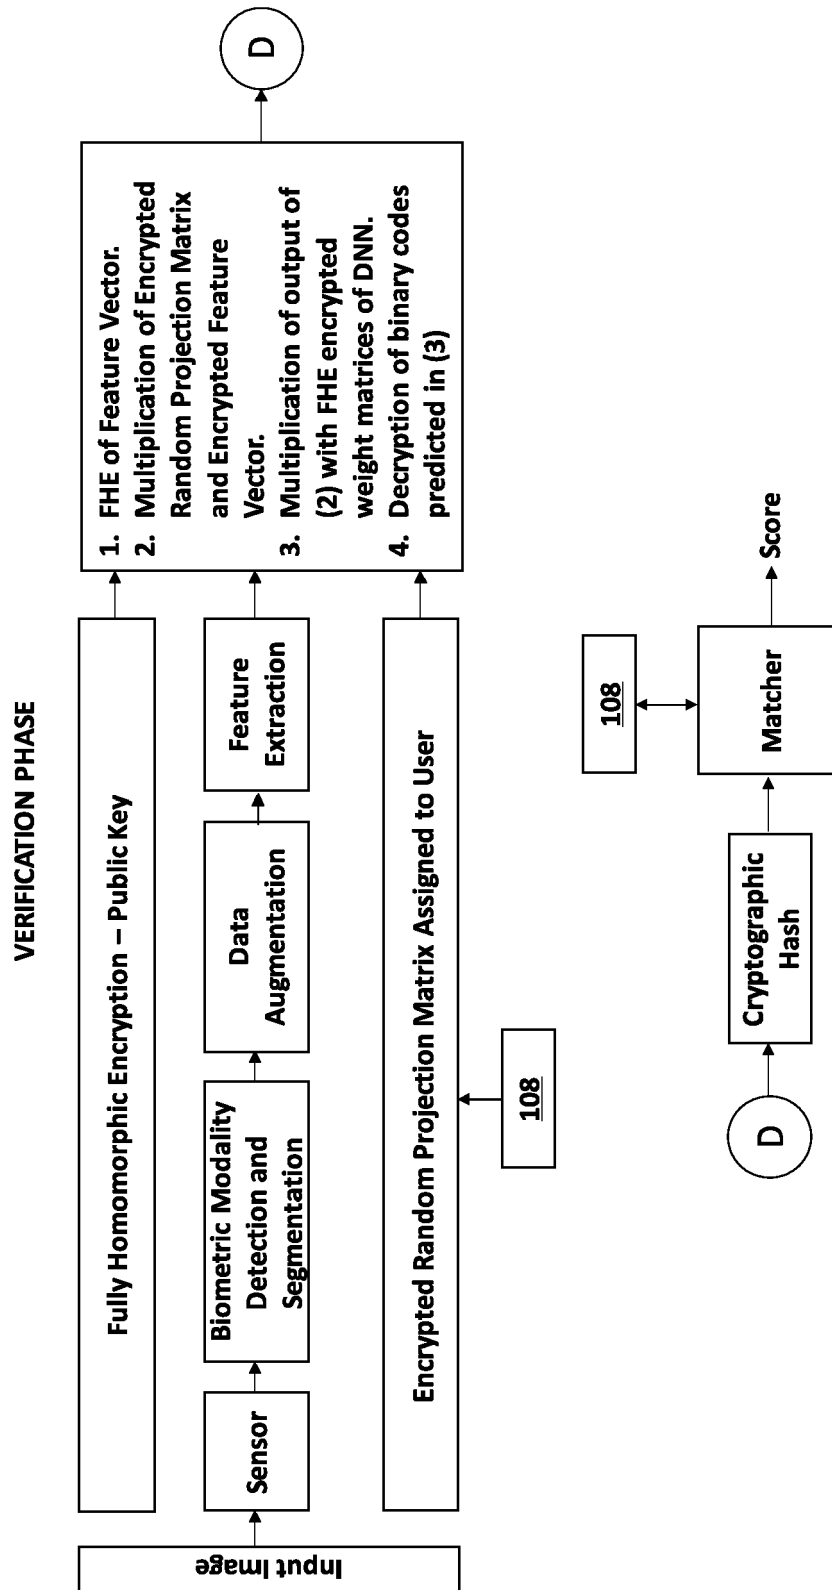 VERIFICATION PHASE
Fully Homomorphic Encryption – Public Key
Input Image
Sensor
Biometric Modality
Detection and
Segmentation
Data
Augmentation
Feature
Extraction
Encrypted Random Projection Matrix Assigned to User
108
1. FHE of Feature Vector.
2. Multiplication of Encrypted
Random Projection Matrix
and Encrypted Feature
Vector.
3. Multiplication of output of
(2) with FHE encrypted
weight matrices of DNN.
4. Decryption of binary codes
predicted in (3)
D
D
Cryptographic
Hash
Matcher
108
Score